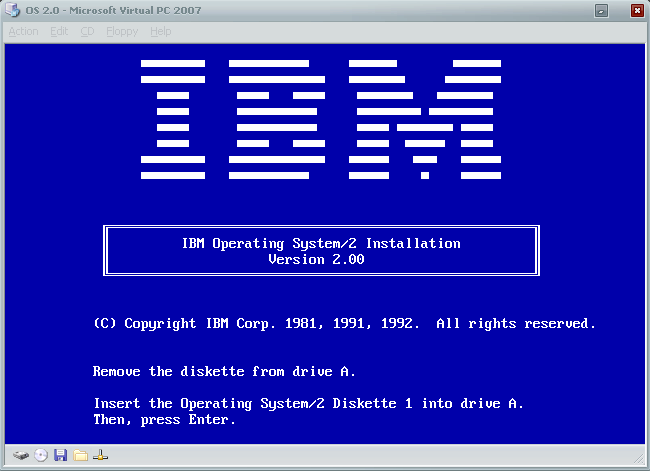 OS 2.0 - Microsoft Virtual PC 2007
Action Edit CD Floppy Help
IBM
IBM Operating System/2 Installation
Version 2.00
(C) Copyright IBM Corp. 1981, 1991, 1992. All rights reserved.
Remove the diskette from drive A.
Insert the Operating System/2 Diskette 1 into drive A.
Then, press Enter.